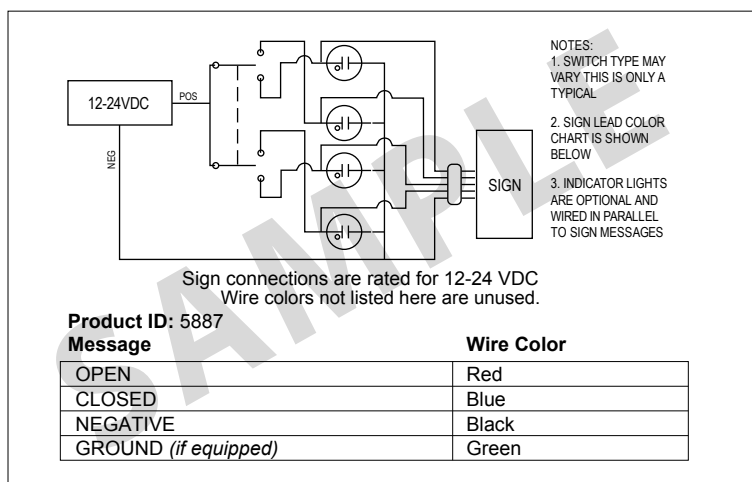 NOTES:
1. SWITCH TYPE MAY
VARY THIS IS ONLY A
TYPICAL
2. SIGN LEAD COLOR
CHART IS SHOWN
BELOW
3. INDICATOR LIGHTS
ARE OPTIONAL AND
WIRED IN PARALLEL
TO SIGN MESSAGES
12-24VDC
POS
NEG
SIGN
SAMPLE
Sign connections are rated for 12-24 VDC
Wire colors not listed here are unused.
Product ID: 5887
Message Wire Color
OPEN Red
CLOSED Blue
NEGATIVE Black
GROUND (if equipped) Green